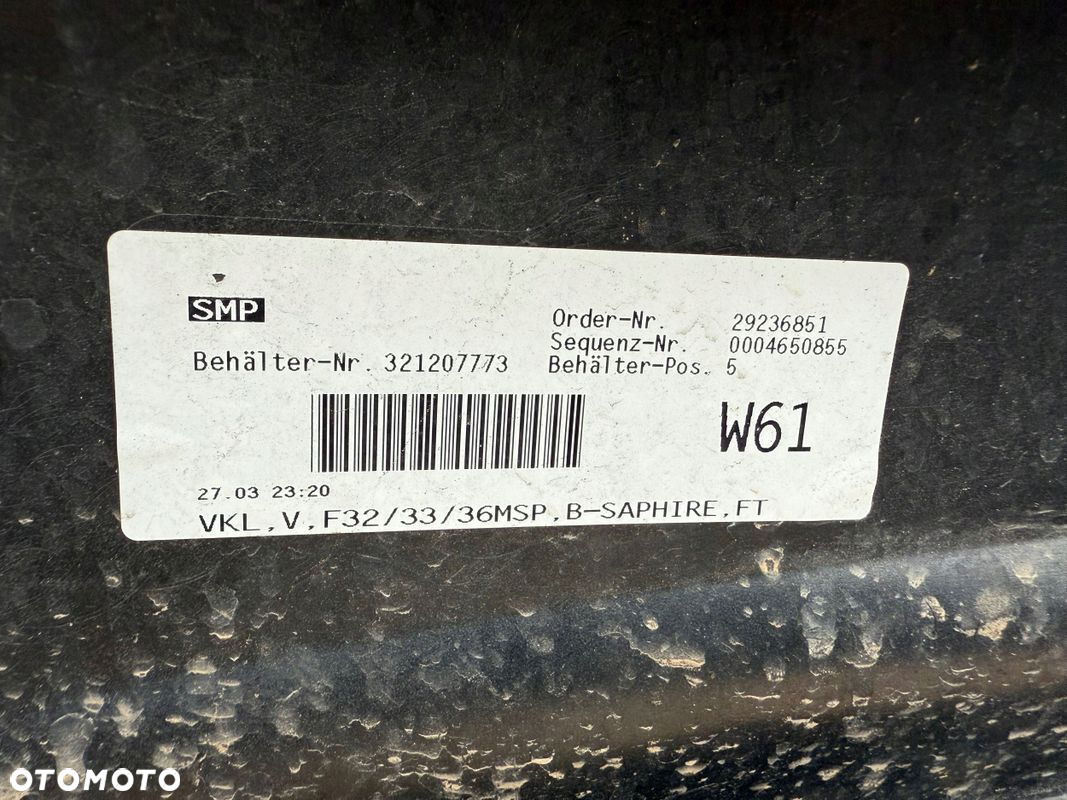 SMP
Order-Nr. 29236851
Sequenz-Nr. 0004650855
Behälter-Nr. 321207773 Behälter-Pos. 5
W61
27.03 23:20
VKL,V,F32/33/36MSP,B-SAPHIRE,FT
OTOMOTO